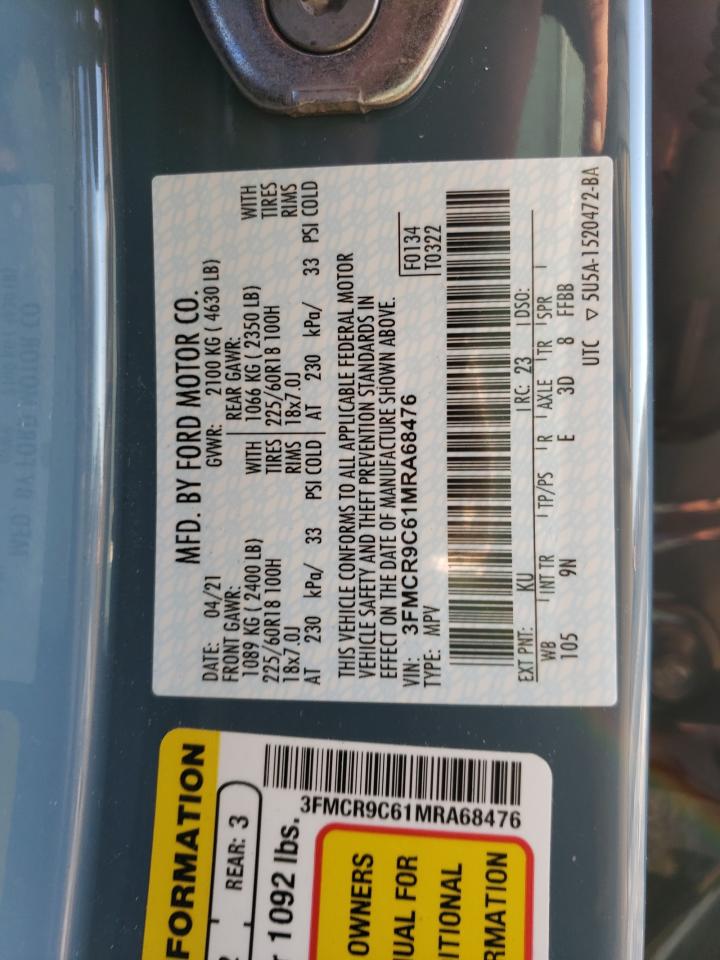 MFD. BY FORD MOTOR CO.
DATE: 04/21 GVWR: 2100 KG ( 4630 LB)
FRONT GAWR: REAR GAWR:
1089 KG ( 2400 LB) WITH 1066 KG ( 2350 LB) WITH
225/60R18 100H TIRES 225/60R18 100H TIRES
18x7.0J RIMS 18x7.0J RIMS
AT 230 kPa/ 33 PSI COLD AT 230 kPa/ 33 PSI COLD
THIS VEHICLE CONFORMS TO ALL APPLICABLE FEDERAL MOTOR
VEHICLE SAFETY AND THEFT PREVENTION STANDARDS IN
EFFECT ON THE DATE OF MANUFACTURE SHOWN ABOVE.
VIN: 3FMCR9C61MRA68476 F0134
TYPE: MPV T0322
EXT PNT: KU RC: 23 DSO:
WB INT TR TP/PS R AXLE TR SPR
105 9N E 3D 8 FFBB
UTC ▽ 5U5A-1520472-BA
FORMATION
REAR: 3
1092 lbs.
3FMCR9C61MRA68476
OWNERS
UAL FOR
ITIONAL
RMATION